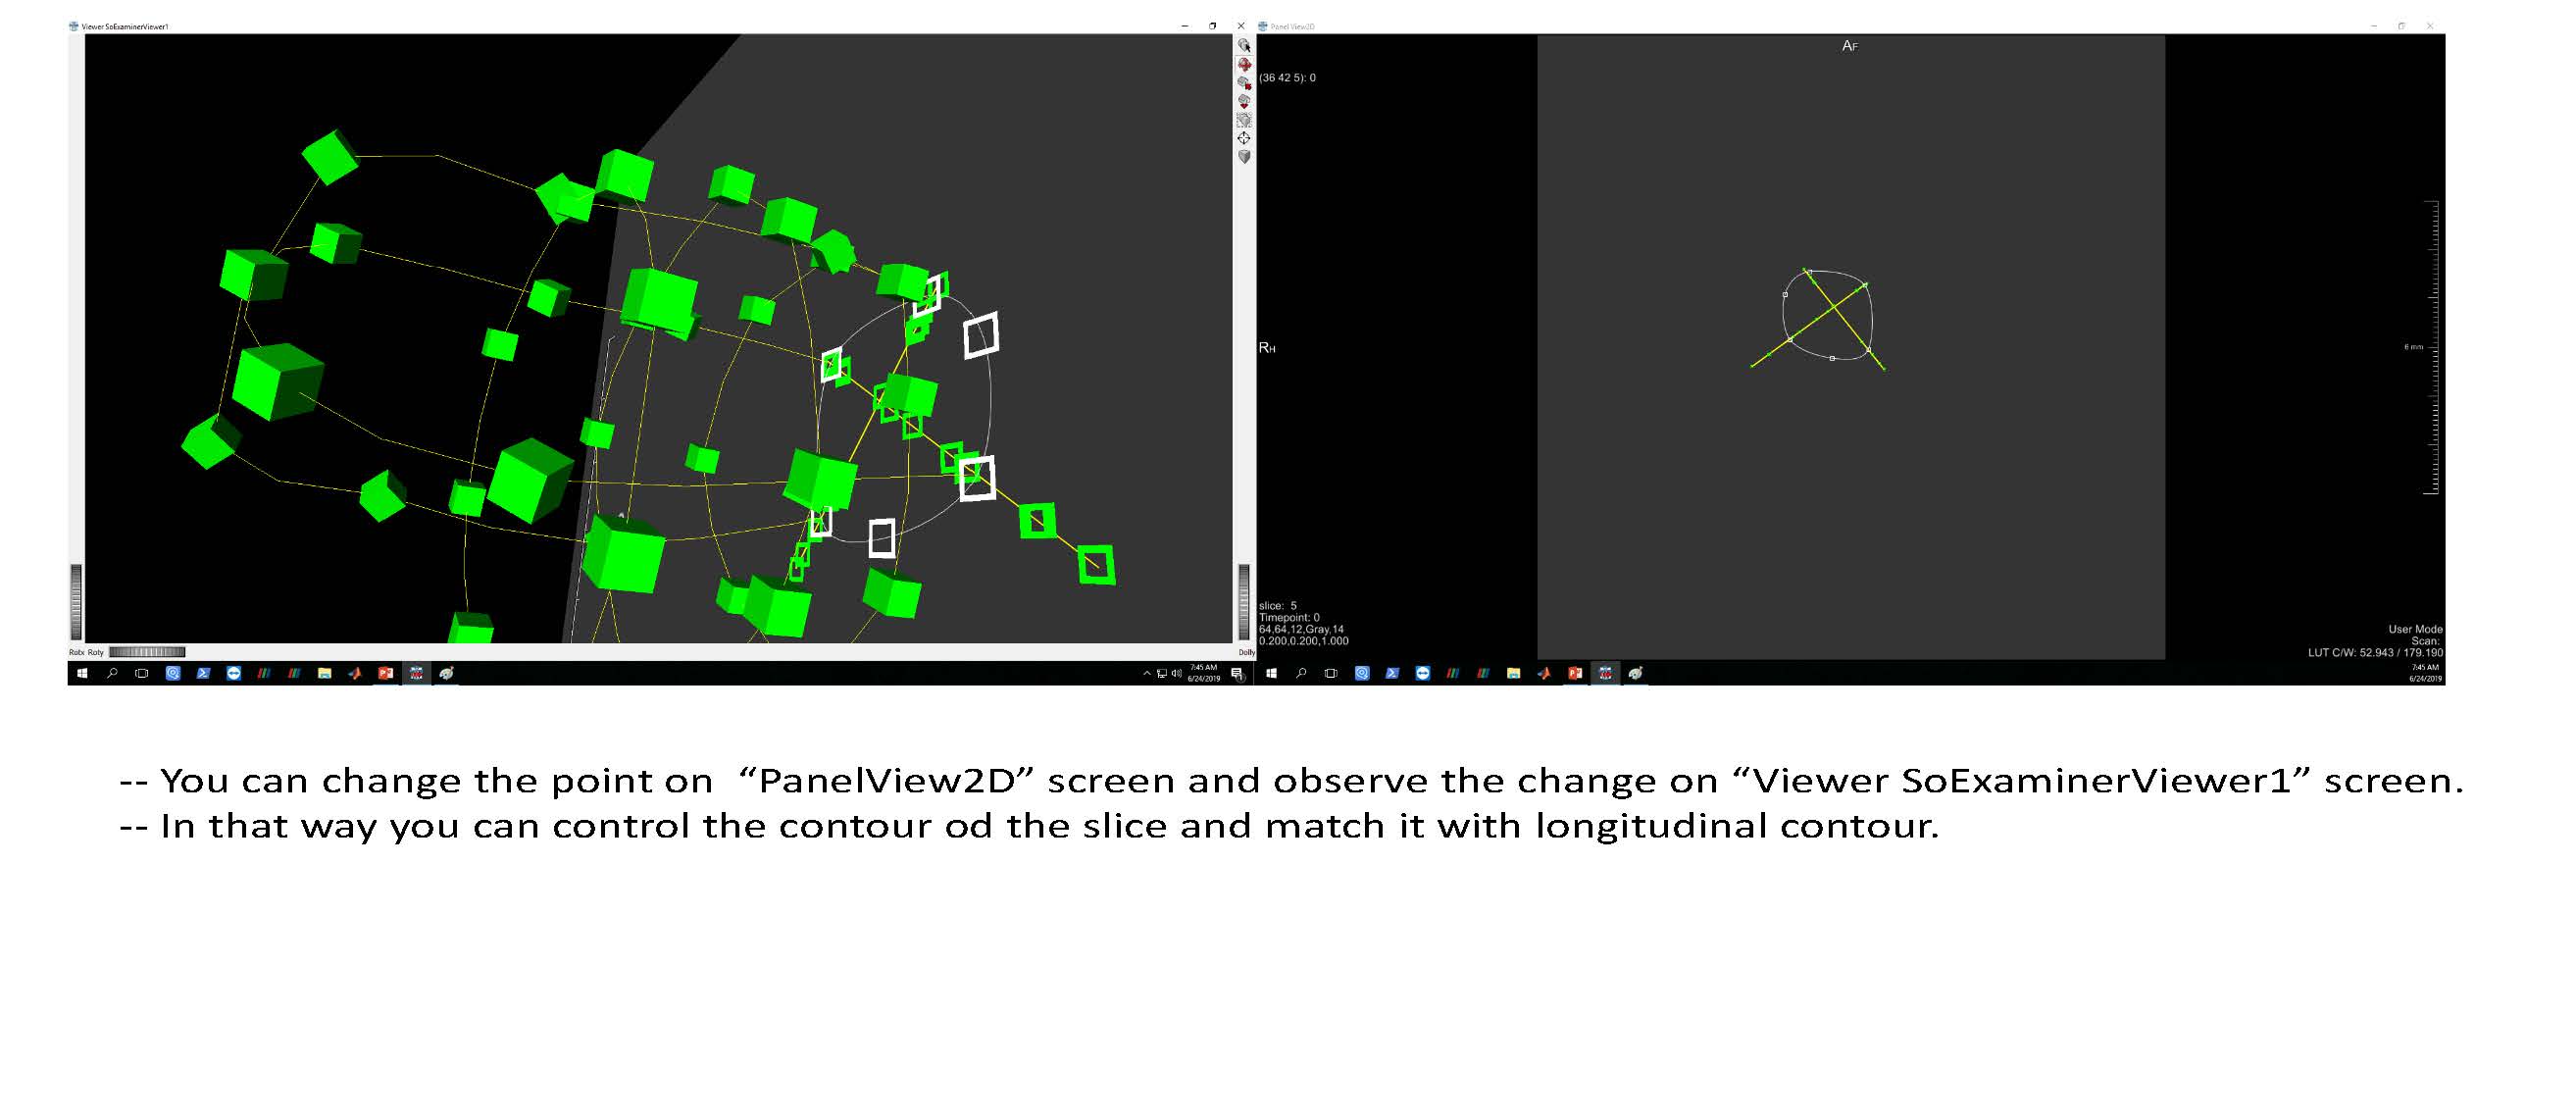 Viewer SoExaminerViewer1
Panel View2D
AF
(36 42 5): 0
RH
6 mm
slice: 5
Timepoint: 0
64,64,12,Gray,14
0.200,0.200,1.000
User Mode
Scan:
LUT C/W: 52.943 / 179.190
Rotx Roty
Dolly
7:45 AM
6/24/2019
7:45 AM
6/24/2019
-- You can change the point on “PanelView2D” screen and observe the change on “Viewer SoExaminerViewer1” screen.
-- In that way you can control the contour od the slice and match it with longitudinal contour.